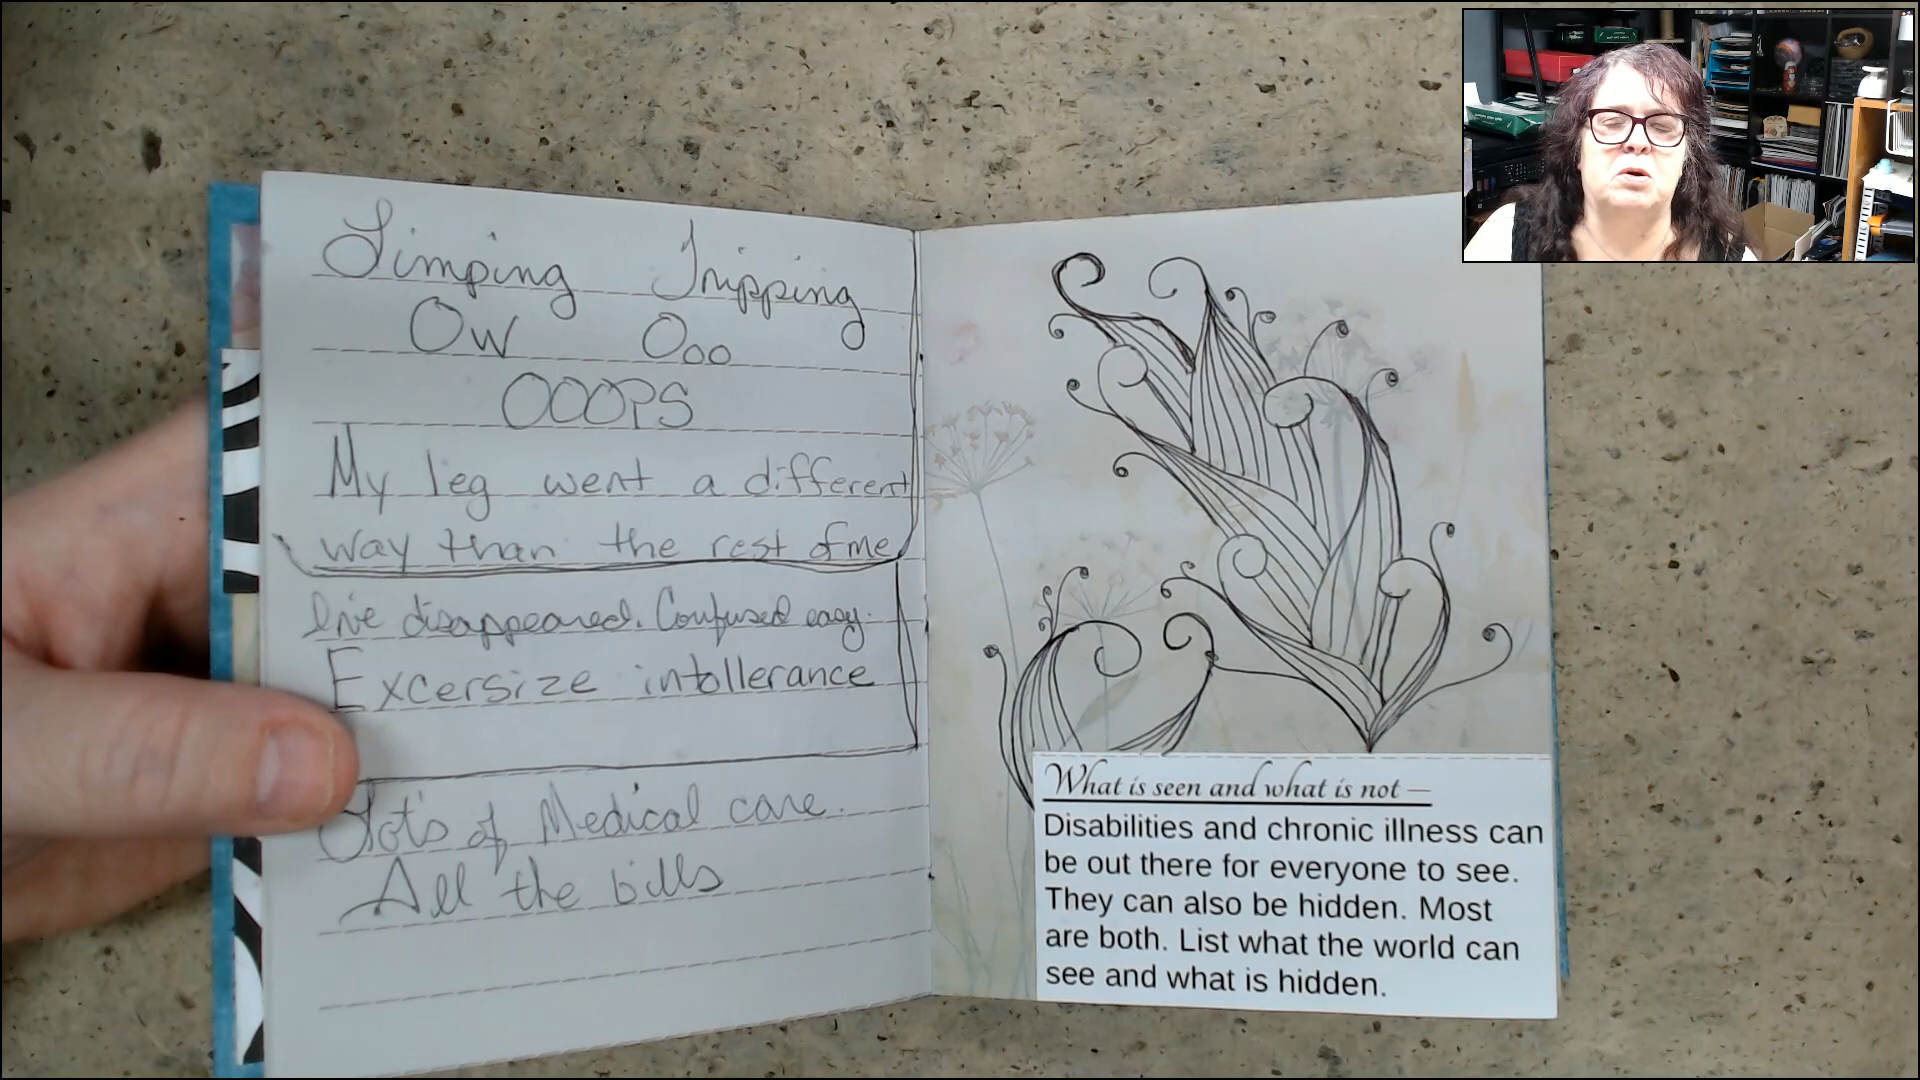 Limping Tripping
Ow Ooo
OOOPS
My leg went a different
way than the rest of me
I've disappeared. Confused easy.
Excersize intollerance
Lot's of Medical care.
All the bills
What is seen and what is not —
Disabilities and chronic illness can
be out there for everyone to see.
They can also be hidden. Most
are both. List what the world can
see and what is hidden.